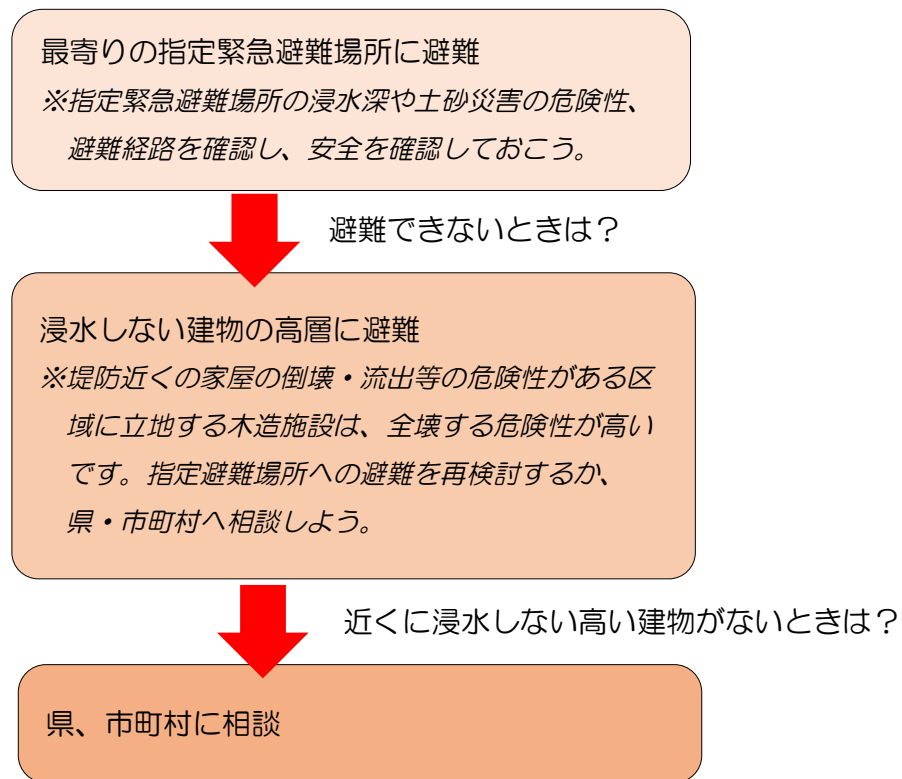 最寄りの指定緊急避難場所に避難
※指定緊急避難場所の浸水深や土砂災害の危険性、
避難経路を確認し、安全を確認しておこう。
避難できないときは？
浸水しない建物の高層に避難
※堤防近くの家屋の倒壊・流出等の危険性がある区
域に立地する木造施設は、全壊する危険性が高い
です。指定避難場所への避難を再検討するか、
県・市町村へ相談しよう。
近くに浸水しない高い建物がないときは？
県、市町村に相談